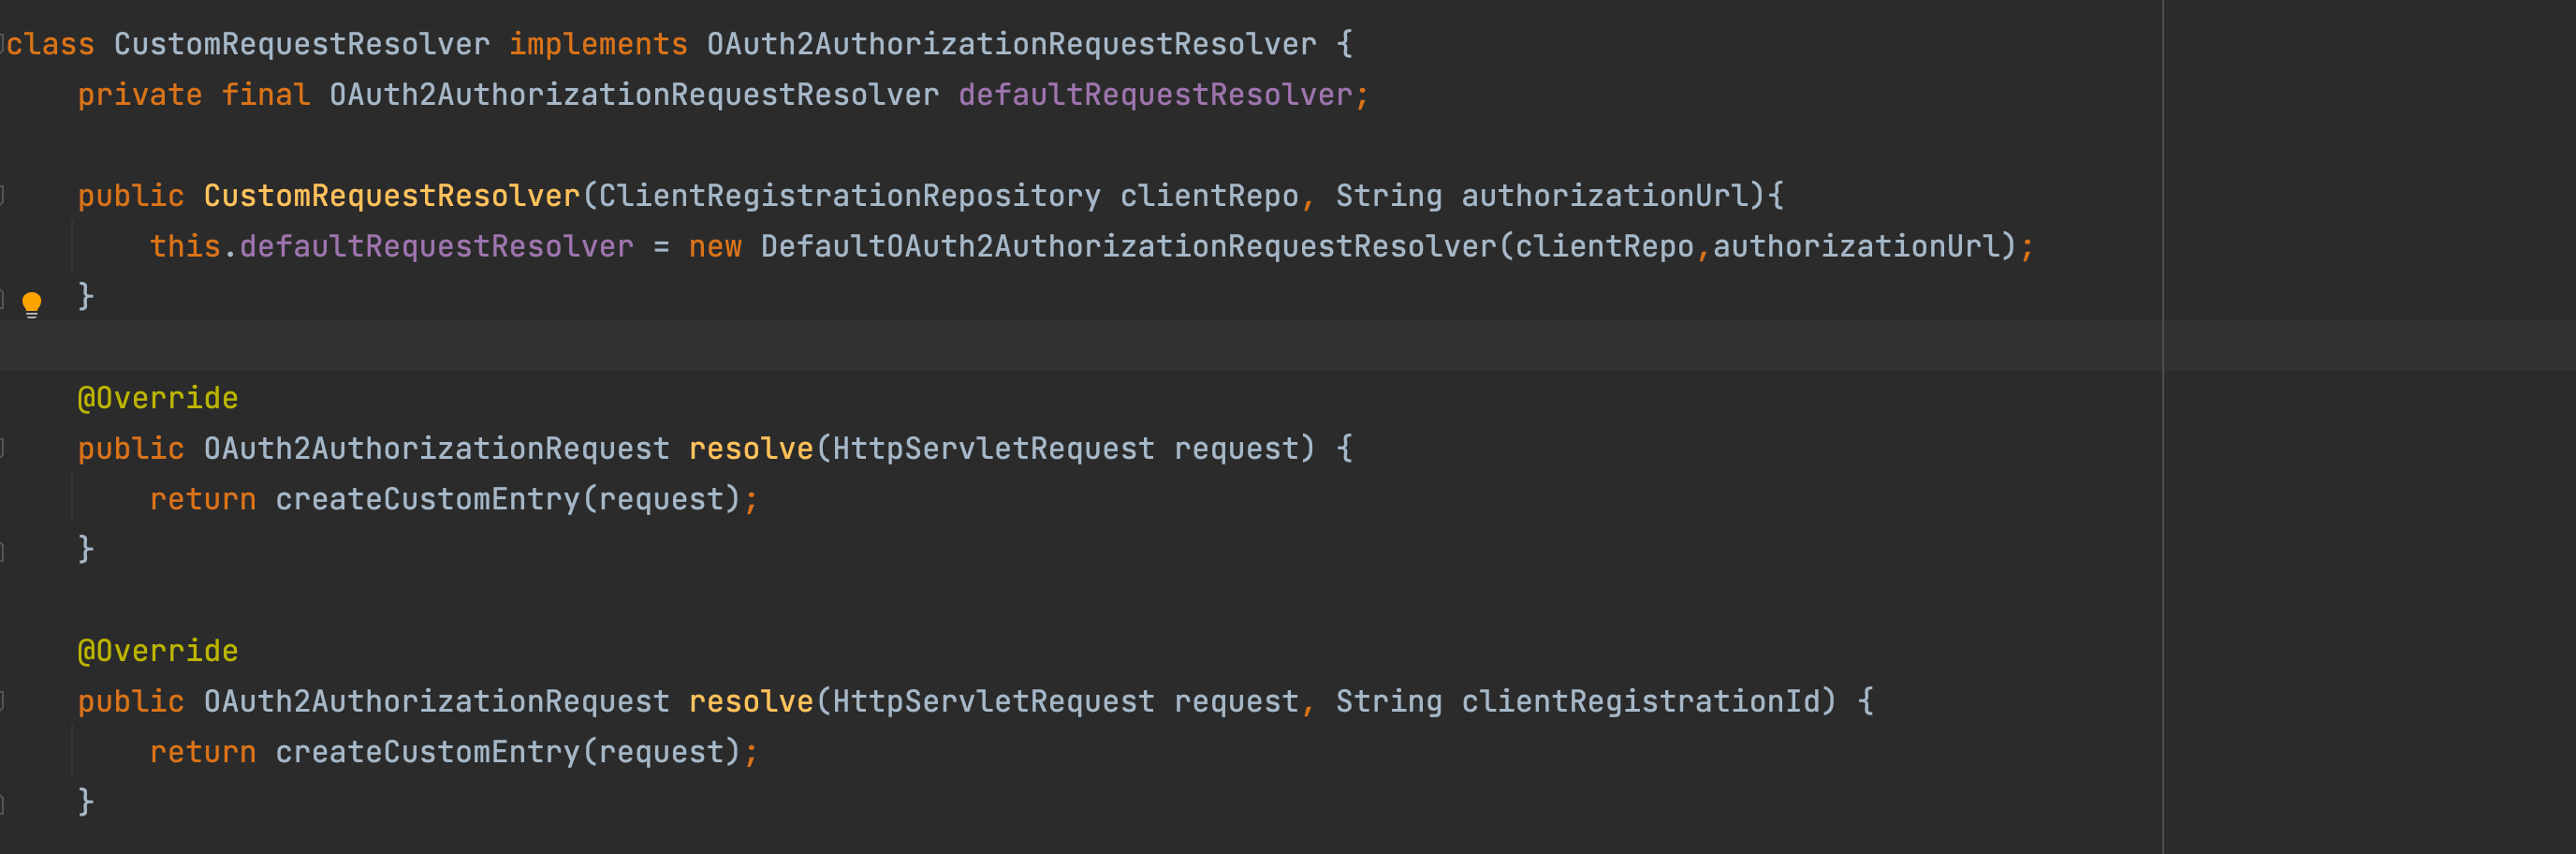 class CustomRequestResolver implements OAuth2AuthorizationRequestResolver {
    private final OAuth2AuthorizationRequestResolver defaultRequestResolver;
    public CustomRequestResolver(ClientRegistrationRepository clientRepo, String authorizationUrl){
        this.defaultRequestResolver = new DefaultOAuth2AuthorizationRequestResolver(clientRepo,authorizationUrl);
    }
    @Override
    public OAuth2AuthorizationRequest resolve(HttpServletRequest request) {
        return createCustomEntry(request);
    }
    @Override
    public OAuth2AuthorizationRequest resolve(HttpServletRequest request, String clientRegistrationId) {
        return createCustomEntry(request);
    }